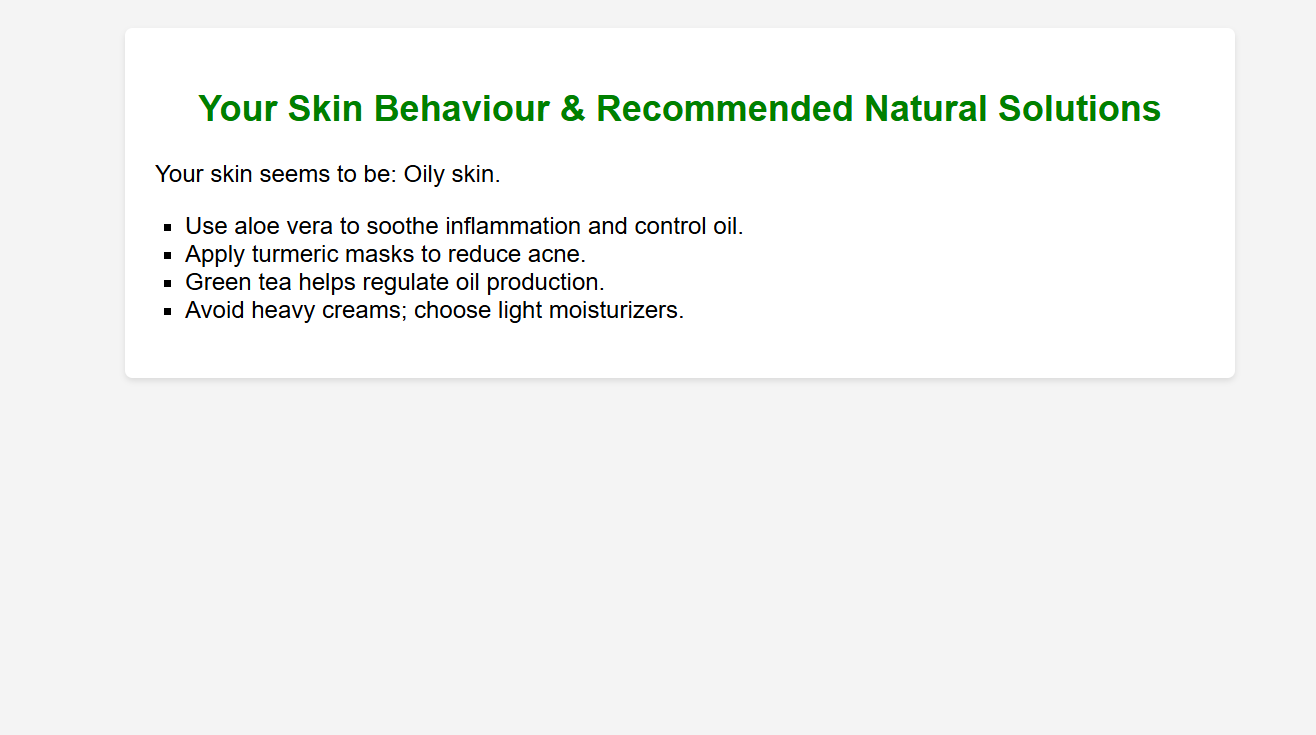 Your Skin Behaviour & Recommended Natural Solutions
Your skin seems to be: Oily skin.
Use aloe vera to soothe inflammation and control oil.
Apply turmeric masks to reduce acne.
Green tea helps regulate oil production.
Avoid heavy creams; choose light moisturizers.